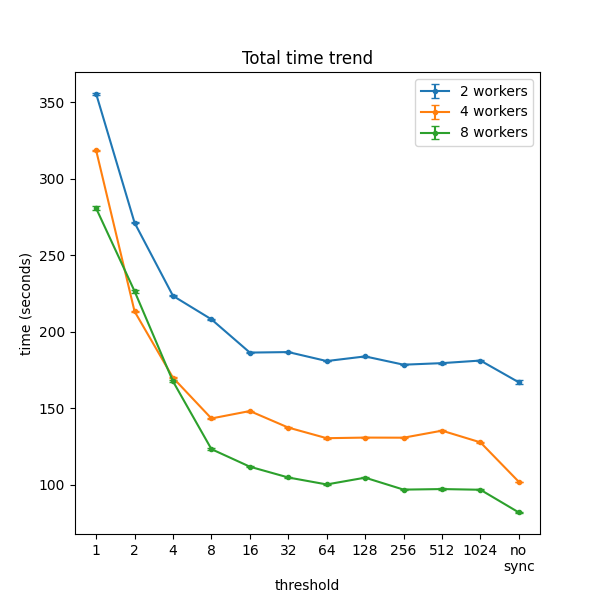 Total time trend
2 workers
4 workers
8 workers
350
300
250
200
150
100
time (seconds)
1 2 4 8 16 32 64 128 256 512 1024 no
sync
threshold